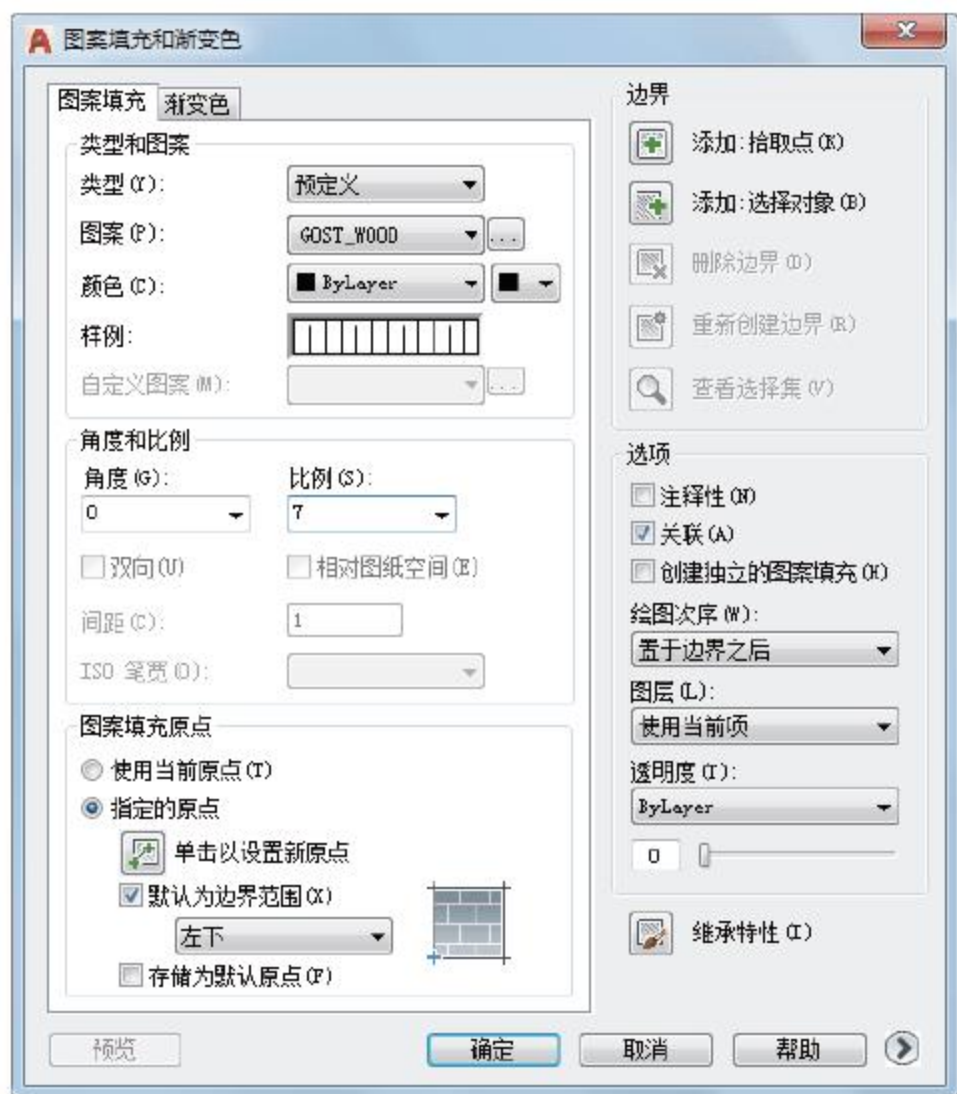 图案填充和渐变色
图案填充 渐变色
类型和图案
类型(Y): 预定义
图案(P): GOST_WOOD ...
颜色(C): ByLayer
样例:
自定义图案(M): ...
角度和比例
角度(G): 比例(S):
0 7
双向(U) 相对图纸空间(E)
间距(C): 1
ISO 笔宽(O):
图案填充原点
使用当前原点(T)
指定的原点
单击以设置新原点
默认为边界范围(X)
左下
存储为默认原点(F)
边界
添加:拾取点(K)
添加:选择对象(B)
删除边界(D)
重新创建边界(R)
查看选择集(V)
选项
注释性(N)
关联(A)
创建独立的图案填充(H)
绘图次序(W):
置于边界之后
图层(L):
使用当前项
透明度(T):
ByLayer
0
继承特性(I)
预览 确定 取消 帮助